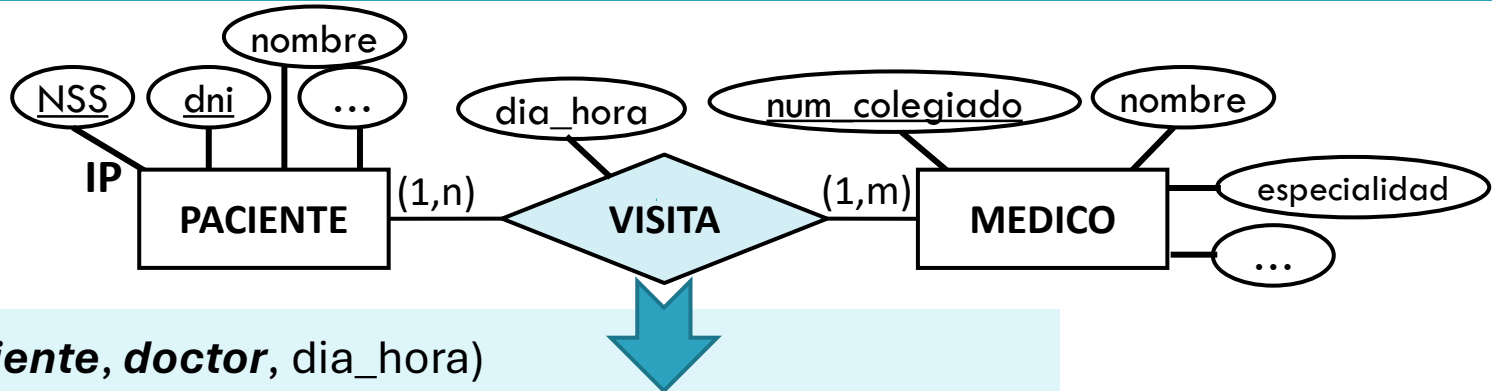 nombre
NSS dni ...
dia_hora num_colegiado nombre
IP
PACIENTE (1,n) VISITA (1,m) MEDICO especialidad
...
iente, doctor, dia_hora)